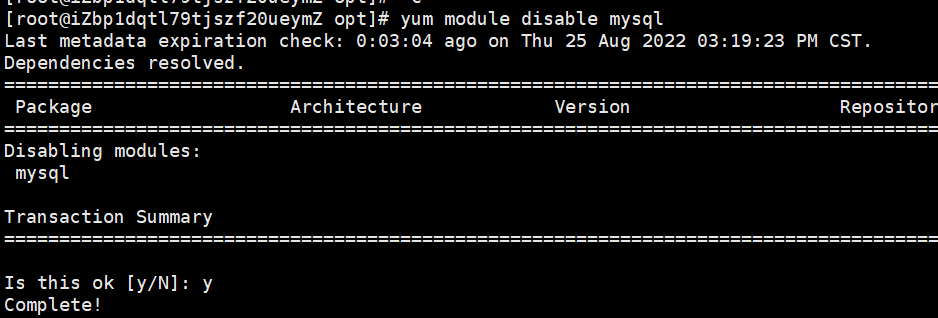 [root@iZbp1dqtl79tjszf20ueymZ opt]# yum module disable mysql
Last metadata expiration check: 0:03:04 ago on Thu 25 Aug 2022 03:19:23 PM CST.
Dependencies resolved.
================================================================================
Package Architecture Version Repositor
================================================================================
Disabling modules:
mysql
Transaction Summary
================================================================================
Is this ok [y/N]: y
Complete!